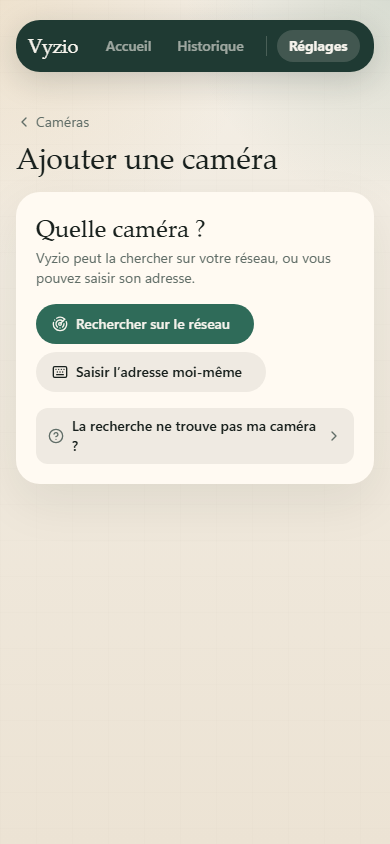 Vyzio Accueil Historique Réglages
Caméras
Ajouter une caméra
Quelle caméra ?
Vyzio peut la chercher sur votre réseau, ou vous
pouvez saisir son adresse.
Rechercher sur le réseau
Saisir l’adresse moi-même
La recherche ne trouve pas ma caméra
?